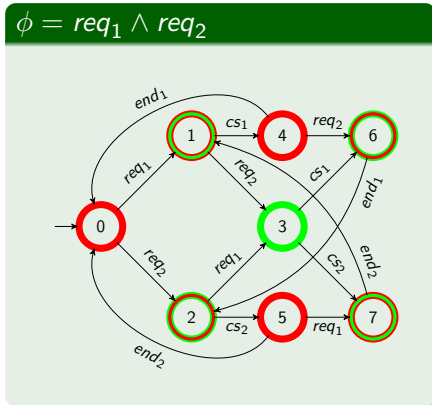 ϕ = req₁ ∧ req₂
end₁
1
cs₁
4
req₂
6
req₁
req₂
cs₁
end₁
0
3
req₂
req₁
cs₂
end₂
2
cs₂
5
req₁
7
end₂